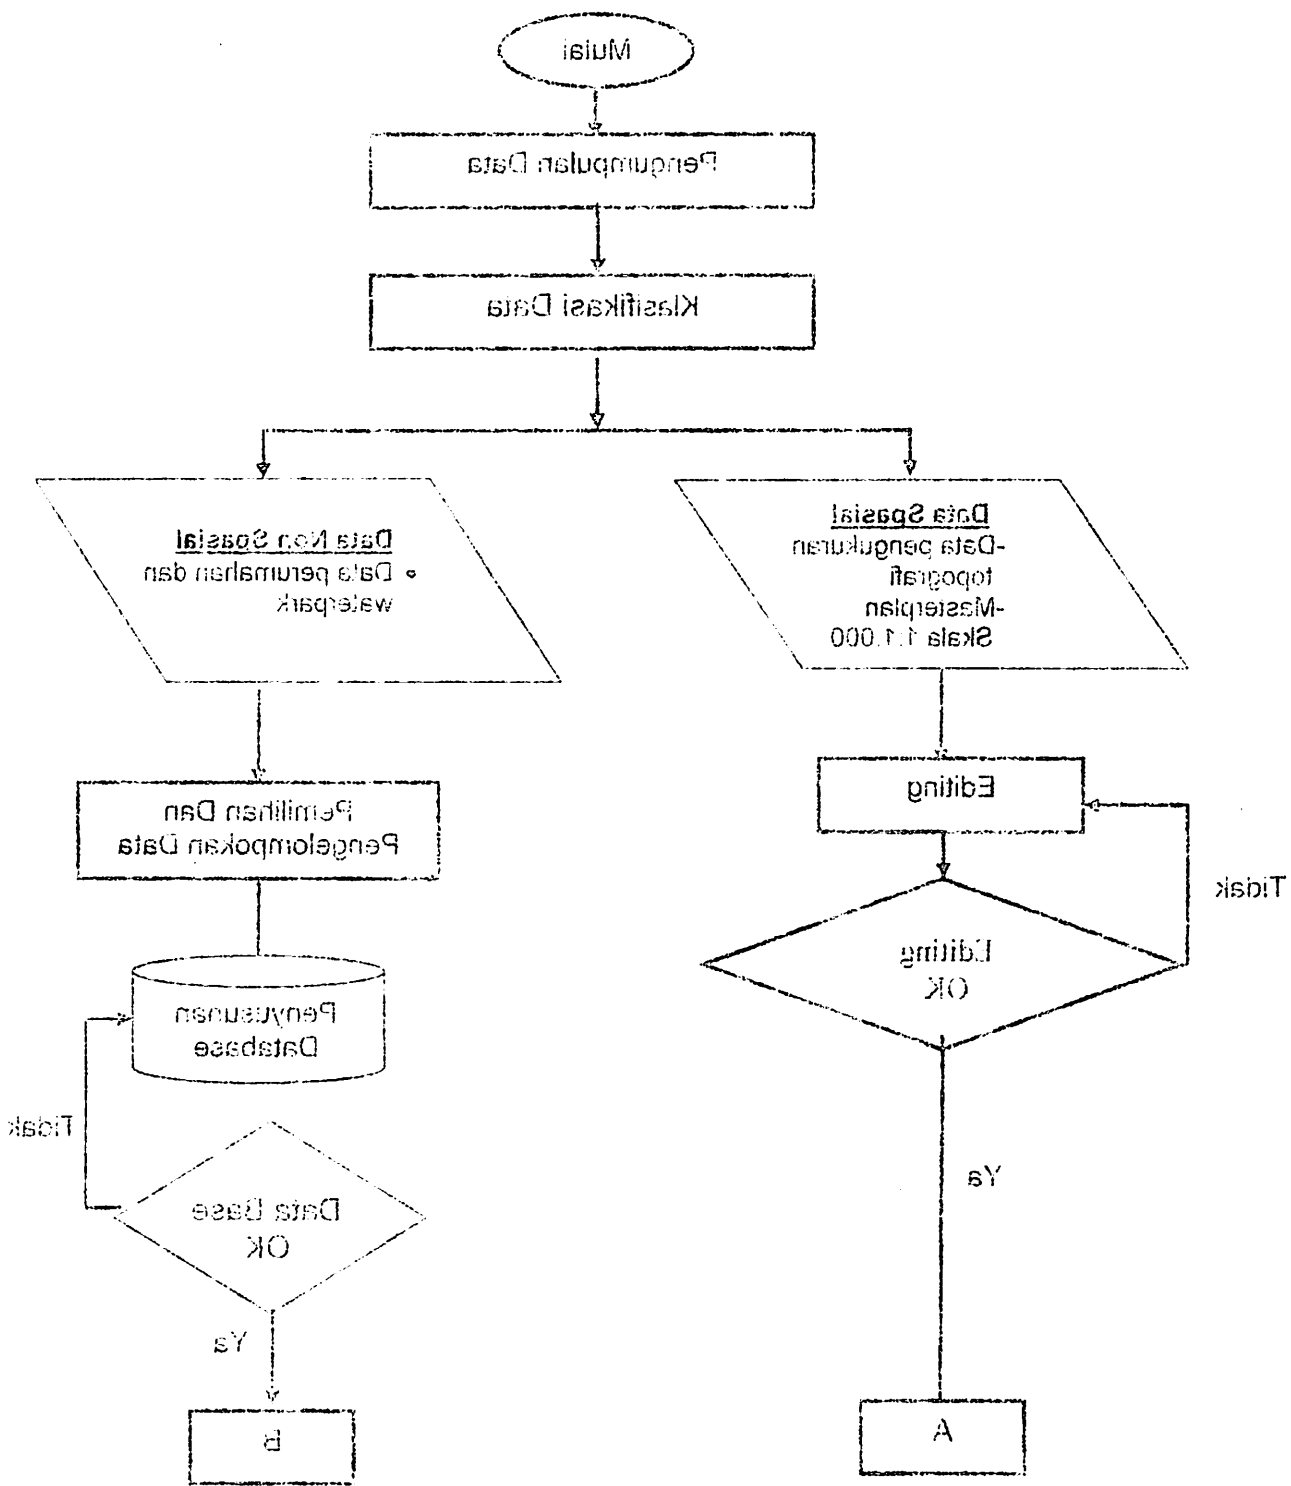 Mulai
Pengumpulan Data
Klasifikasi Data
Data Spasial
-Data pengukuran
topografi
-Masterplan
Skala 1:1.000
Data Non Spasial
• Data perumahan dan
waterpark
Editing
Tidak
Editing
OK
Ya
A
Pemilihan Dan
Pengelompokan Data
Penyusunan
Database
Tidak
Data Base
OK
Ya
B